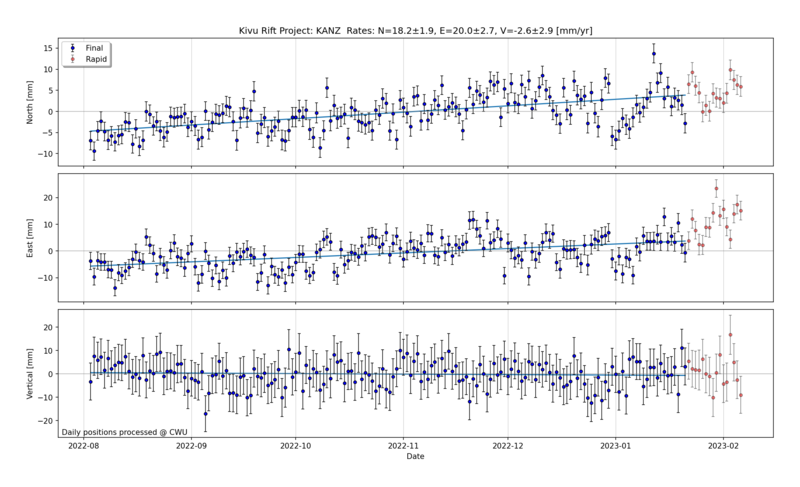 Kivu Rift Project: KANZ Rates: N=18.2±1.9, E=20.0±2.7, V=-2.6±2.9 [mm/yr]
Final
Rapid
North [mm]
15
10
5
0
−5
−10
East [mm]
20
10
0
−10
Vertical [mm]
20
10
0
−10
−20
Daily positions processed @ CWU
2022-08
2022-09
2022-10
2022-11
2022-12
2023-01
2023-02
Date